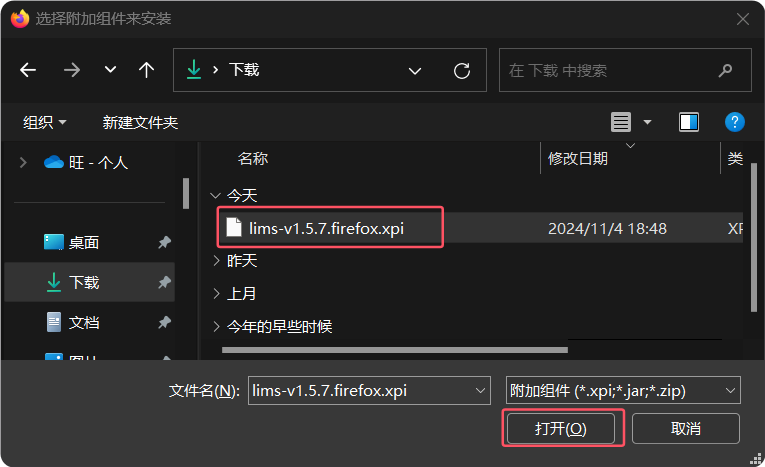 选择附加组件来安装
下载
在 下载 中搜索
组织 新建文件夹
旺 - 个人
桌面
下载
文档
图片
名称 修改日期 类
今天
lims-v1.5.7.firefox.xpi 2024/11/4 18:48 XP
昨天
上月
今年的早些时候
文件名(N): lims-v1.5.7.firefox.xpi 附加组件 (*.xpi;*.jar;*.zip)
打开(O) 取消